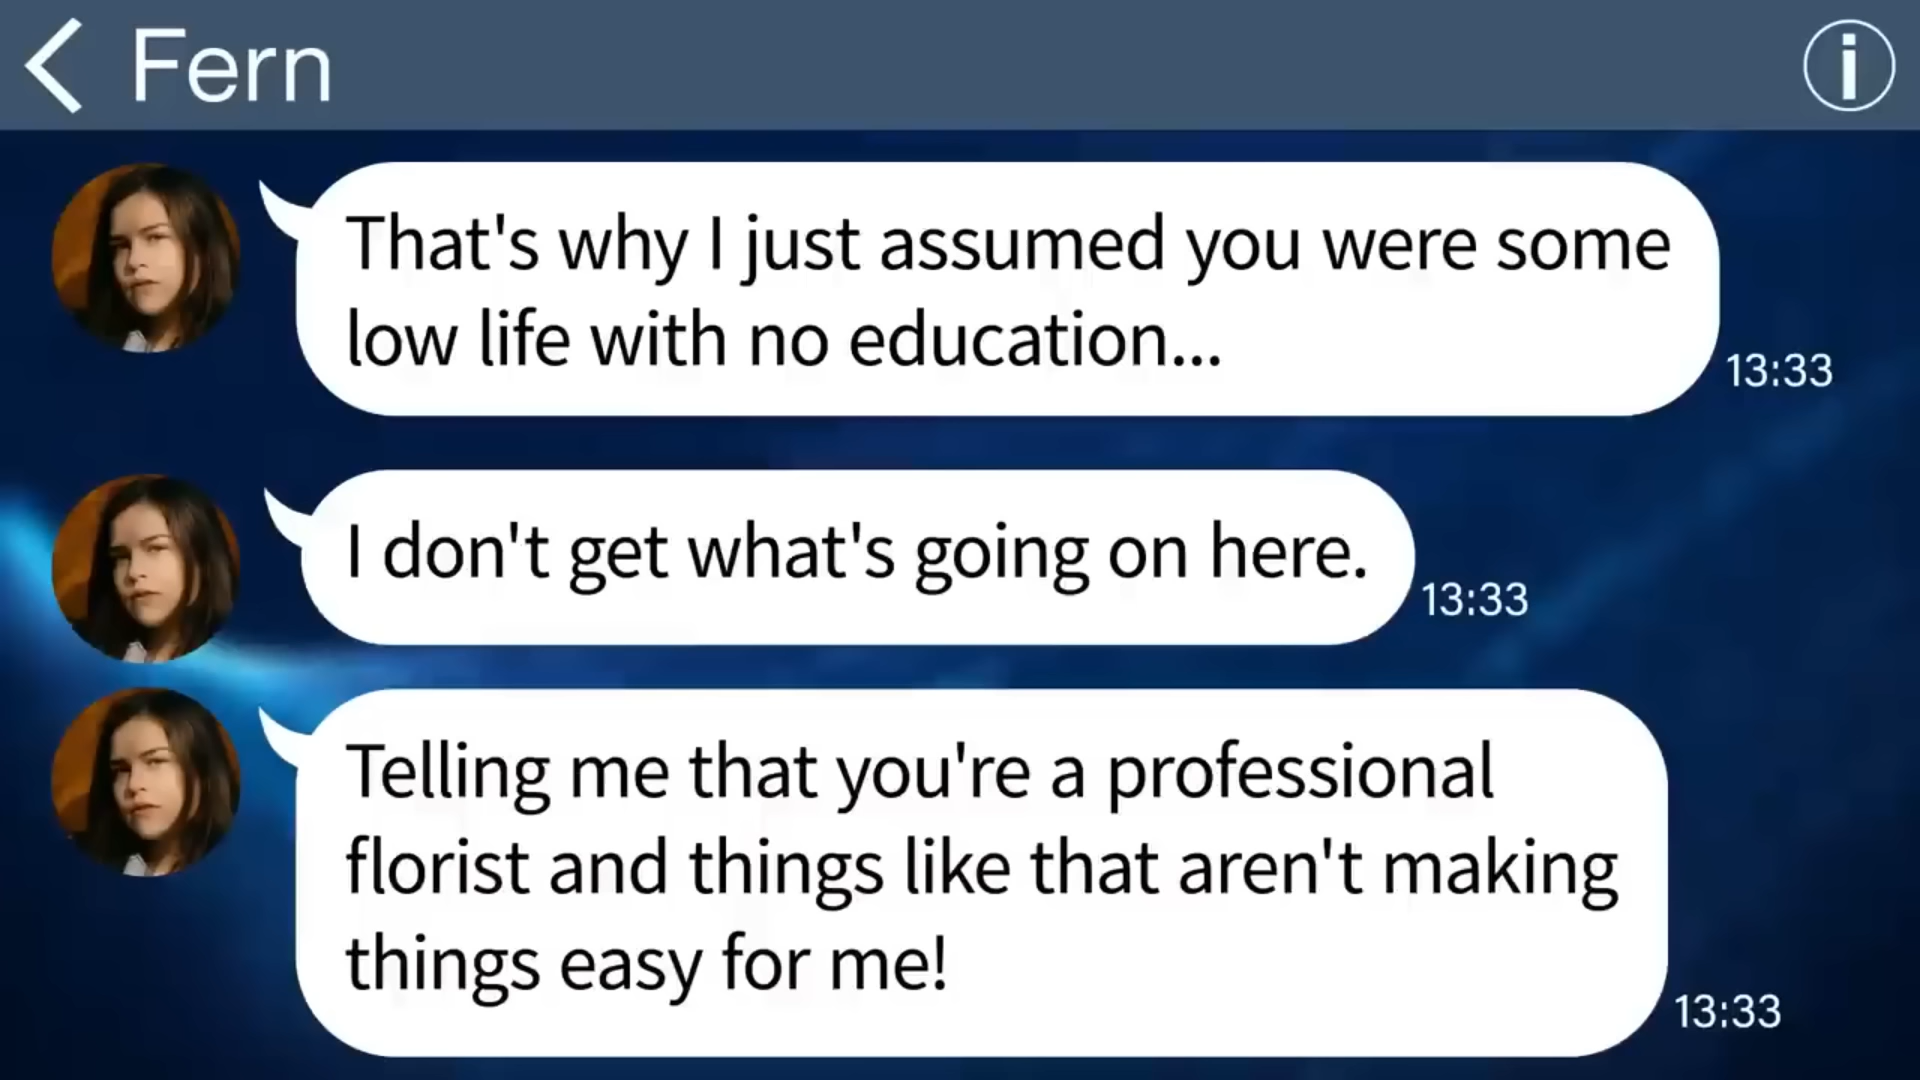 Fern
That's why I just assumed you were some
low life with no education...
13:33
I don't get what's going on here.
13:33
Telling me that you're a professional
florist and things like that aren't making
things easy for me!
13:33